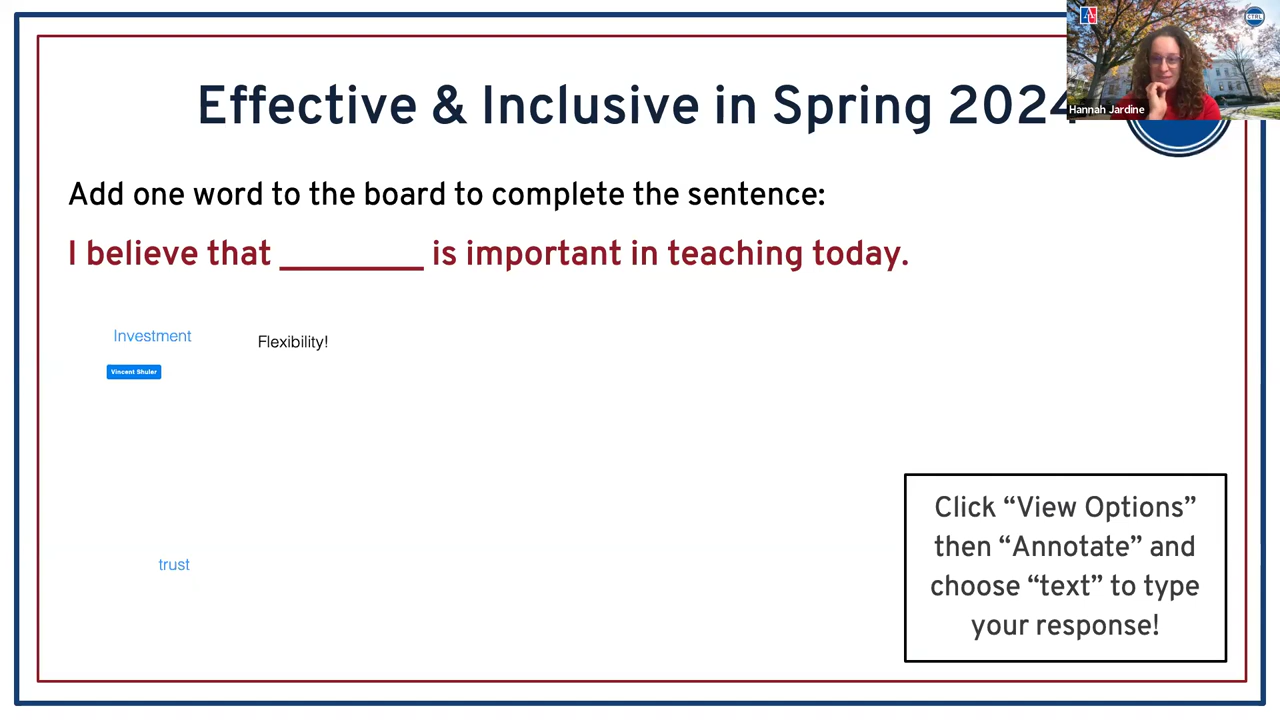 Effective & Inclusive in Spring 2024
Hannah Jardine
CTRL
Add one word to the board to complete the sentence:
I believe that ________ is important in teaching today.
Investment
Flexibility!
Vincent Shuler
trust
Click “View Options”
then “Annotate” and
choose “text” to type
your response!